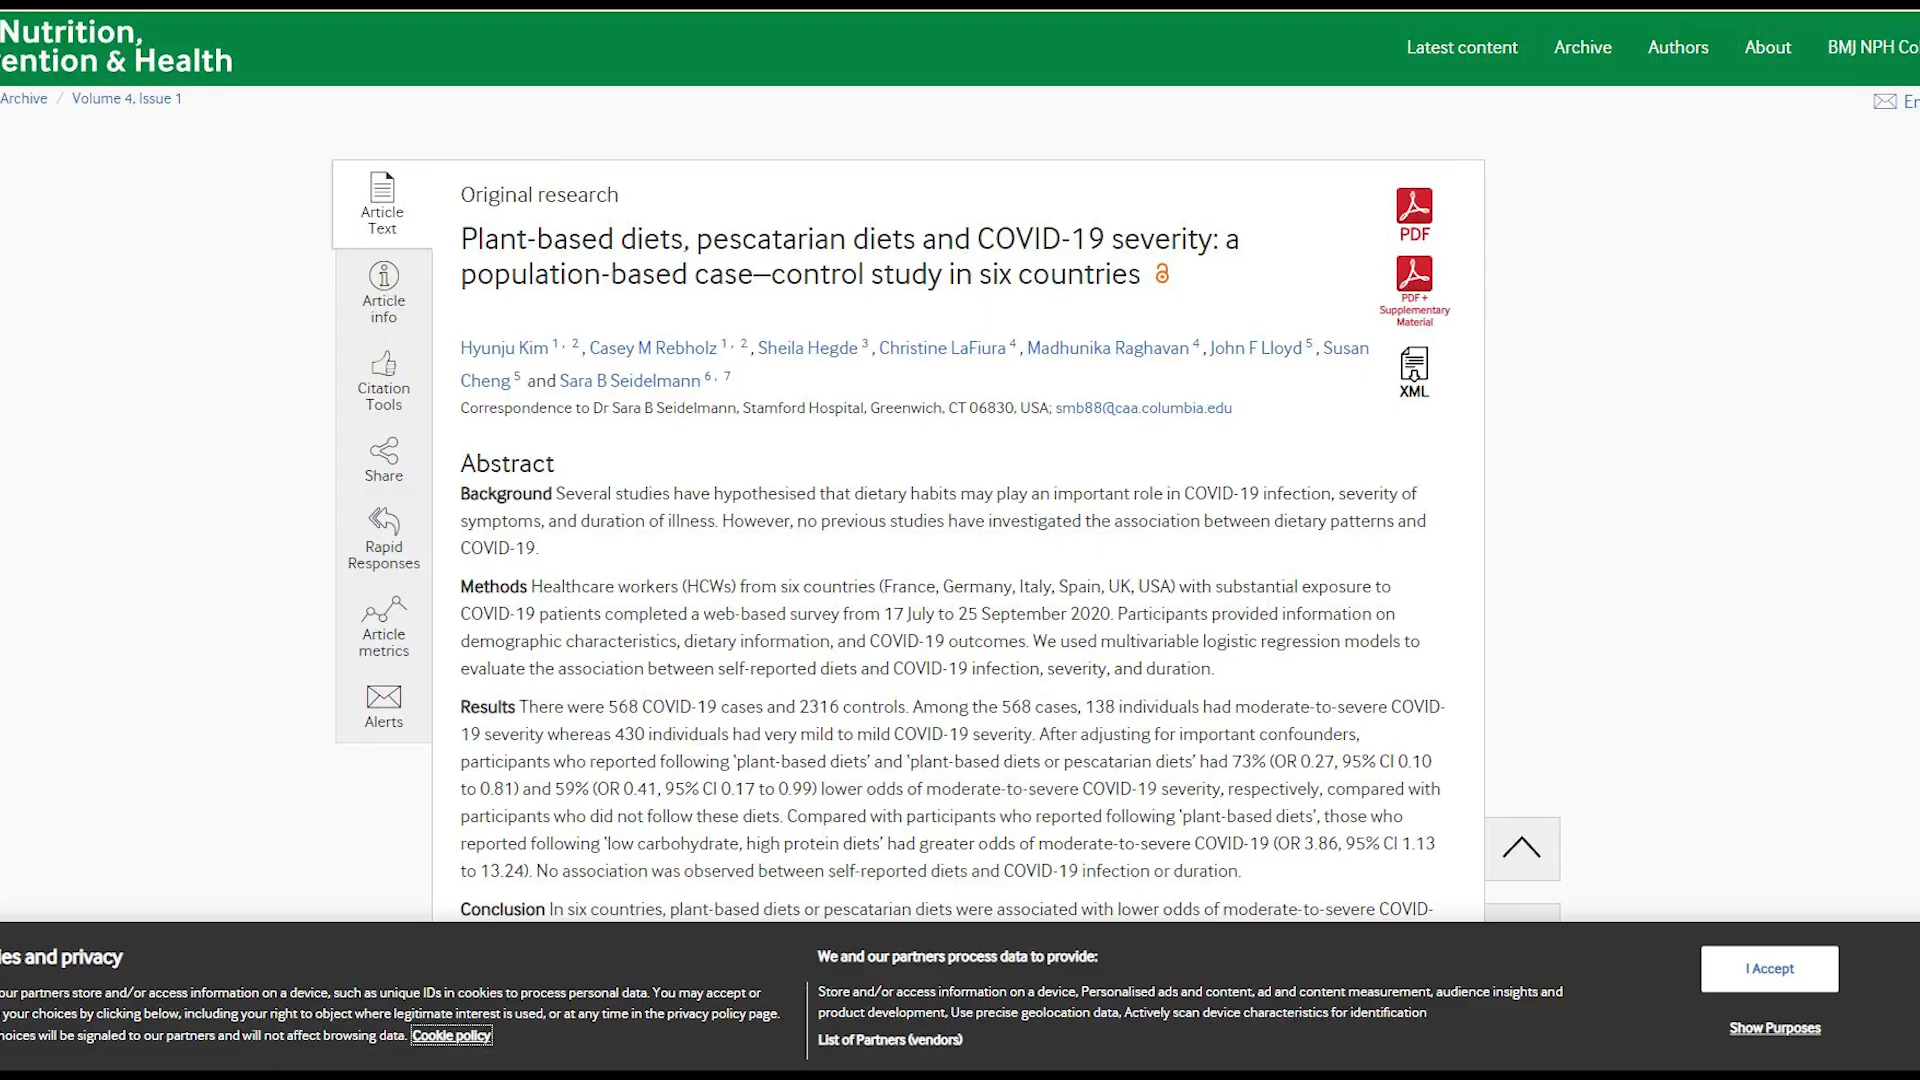 Nutrition,
ention & Health
Latest content
Archive
Authors
About
BMJ NPH Co
Archive / Volume 4, Issue 1
Er
Article
Text
Article
info
Citation
Tools
Share
Rapid
Responses
Article
metrics
Alerts
Original research
Plant-based diets, pescatarian diets and COVID-19 severity: a
population-based case–control study in six countries
PDF
PDF +
Supplementary
Material
XML
Hyunju Kim 1, 2, Casey M Rebholz 1, 2, Sheila Hegde 3, Christine LaFiura 4, Madhunika Raghavan 4, John F Lloyd 5, Susan
Cheng 5 and Sara B Seidelmann 6, 7
Correspondence to Dr Sara B Seidelmann, Stamford Hospital, Greenwich, CT 06830, USA; smb88@caa.columbia.edu
Abstract
Background Several studies have hypothesised that dietary habits may play an important role in COVID-19 infection, severity of
symptoms, and duration of illness. However, no previous studies have investigated the association between dietary patterns and
COVID-19.
Methods Healthcare workers (HCWs) from six countries (France, Germany, Italy, Spain, UK, USA) with substantial exposure to
COVID-19 patients completed a web-based survey from 17 July to 25 September 2020. Participants provided information on
demographic characteristics, dietary information, and COVID-19 outcomes. We used multivariable logistic regression models to
evaluate the association between self-reported diets and COVID-19 infection, severity, and duration.
Results There were 568 COVID-19 cases and 2316 controls. Among the 568 cases, 138 individuals had moderate-to-severe COVID-
19 severity whereas 430 individuals had very mild to mild COVID-19 severity. After adjusting for important confounders,
participants who reported following ‘plant-based diets’ and ‘plant-based diets or pescatarian diets’ had 73% (OR 0.27, 95% CI 0.10
to 0.81) and 59% (OR 0.41, 95% CI 0.17 to 0.99) lower odds of moderate-to-severe COVID-19 severity, respectively, compared with
participants who did not follow these diets. Compared with participants who reported following ‘plant-based diets’, those who
reported following ‘low carbohydrate, high protein diets’ had greater odds of moderate-to-severe COVID-19 (OR 3.86, 95% CI 1.13
to 13.24). No association was observed between self-reported diets and COVID-19 infection or duration.
Conclusion In six countries, plant-based diets or pescatarian diets were associated with lower odds of moderate-to-severe COVID-
ies and privacy
our partners store and/or access information on a device, such as unique IDs in cookies to process personal data. You may accept or
your choices by clicking below, including your right to object where legitimate interest is used, or at any time in the privacy policy page.
hoices will be signaled to our partners and will not affect browsing data. Cookie policy
We and our partners process data to provide:
Store and/or access information on a device, Personalised ads and content, ad and content measurement, audience insights and
product development, Use precise geolocation data, Actively scan device characteristics for identification
List of Partners (vendors)
I Accept
Show Purposes